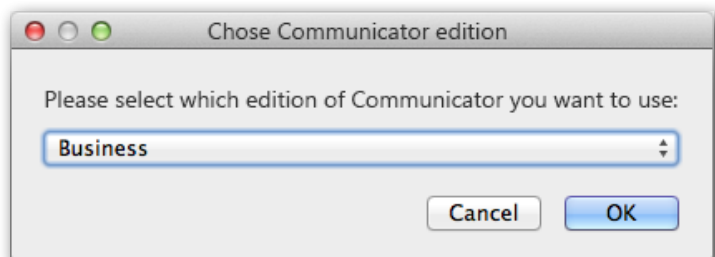 Chose Communicator edition
Please select which edition of Communicator you want to use:
Business
Cancel OK